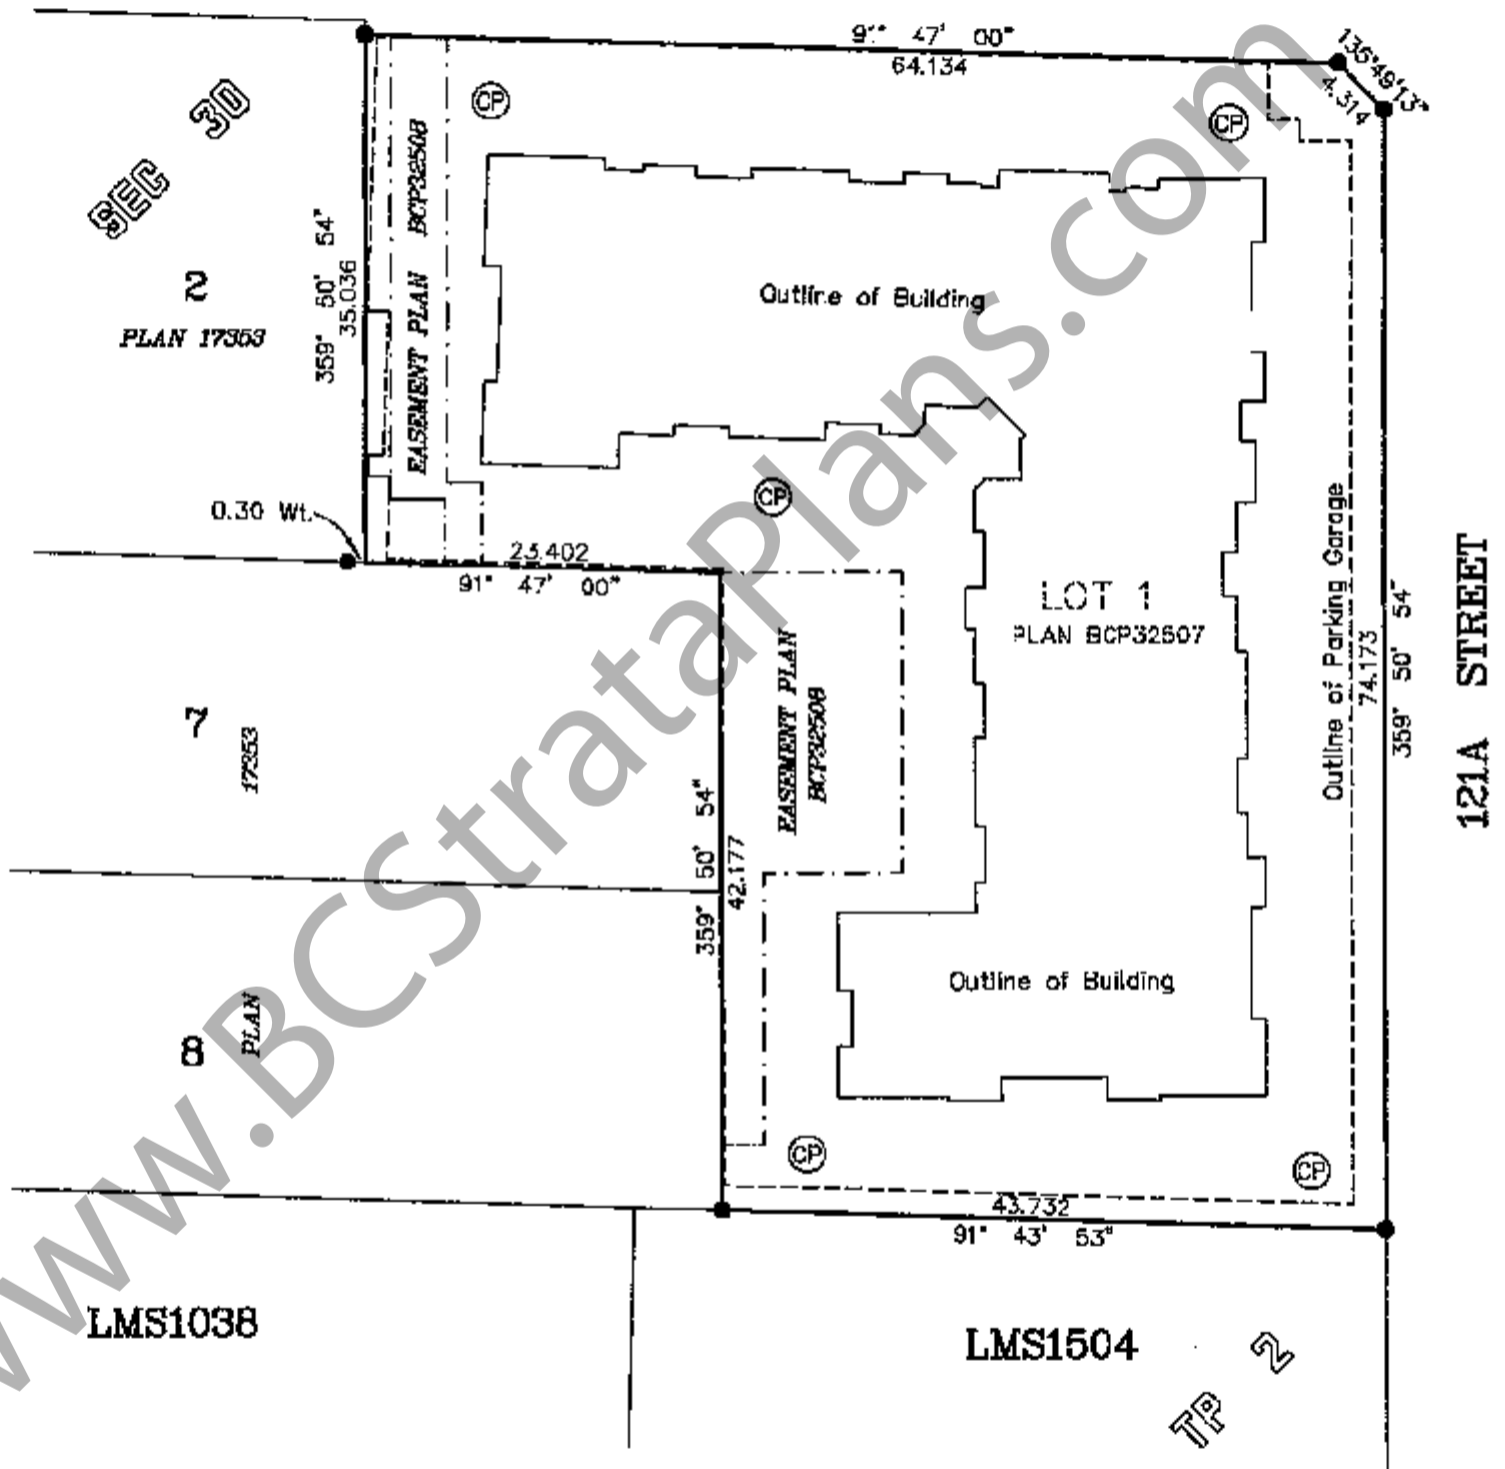 91° 47' 00"
64.134
135°49'13"
4.314
CP
CP
SEC 30
2
PLAN 17353
359° 50' 54"
35.036
EASEMENT PLAN BCP32508
Outline of Building
CP
0.30 Wt.
23.402
91° 47' 00"
LOT 1
PLAN BCP32507
Outline of Parking Garage
74.173
359° 50' 54"
121A STREET
EASEMENT PLAN
BCP32508
7
17353
359° 50' 54"
42.177
Outline of Building
8
PLAN
CP
CP
43.732
91° 43' 53"
LMS1038
LMS1504
TP 2
www.BCStrataPlans.com